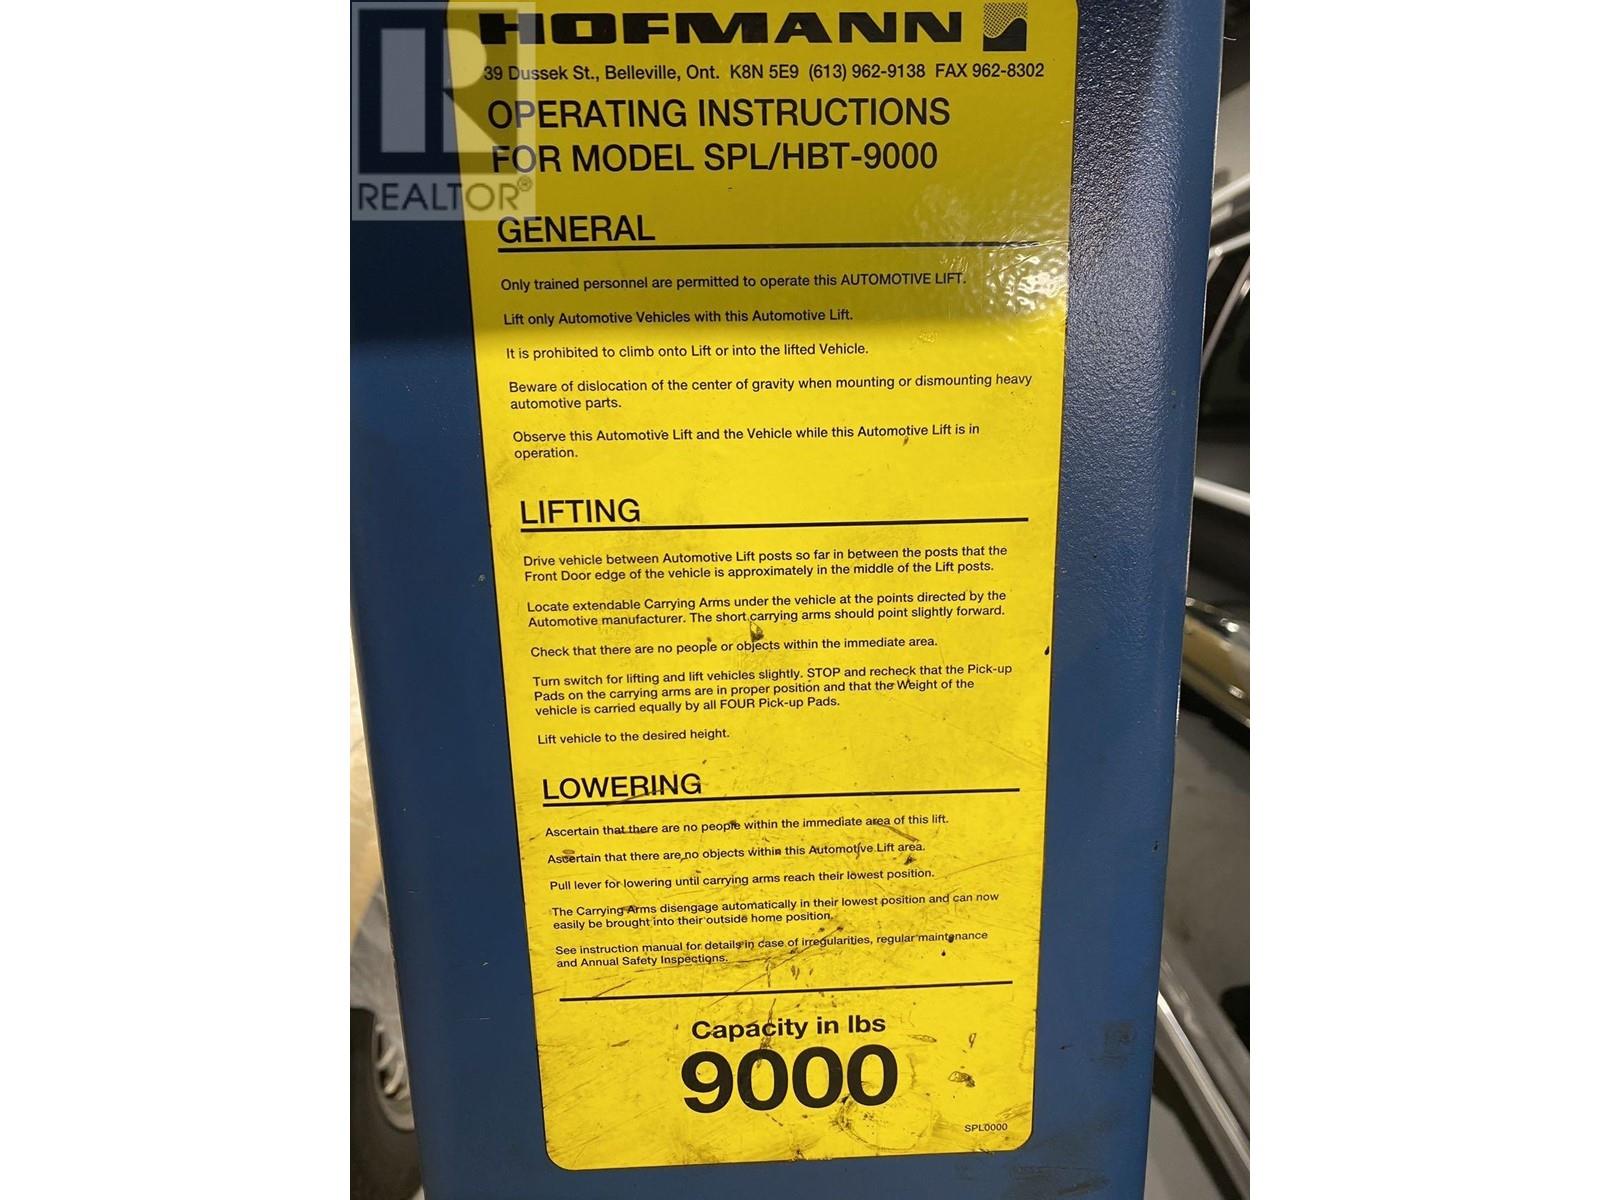 HOFMANN
39 Dussek St., Belleville, Ont. K8N 5E9 (613) 962-9138 FAX 962-8302
OPERATING INSTRUCTIONS
FOR MODEL SPL/HBT-9000
REALTOR®
GENERAL
Only trained personnel are permitted to operate this AUTOMOTIVE LIFT.
Lift only Automotive Vehicles with this Automotive Lift.
It is prohibited to climb onto Lift or into the lifted Vehicle.
Beware of dislocation of the center of gravity when mounting or dismounting heavy
automotive parts.
Observe this Automotive Lift and the Vehicle while this Automotive Lift is in
operation.
LIFTING
Drive vehicle between Automotive Lift posts so far in between the posts that the
Front Door edge of the vehicle is approximately in the middle of the Lift posts.
Locate extendable Carrying Arms under the vehicle at the points directed by the
Automotive manufacturer. The short carrying arms should point slightly forward.
Check that there are no people or objects within the immediate area.
Turn switch for lifting and lift vehicles slightly. STOP and recheck that the Pick-up
Pads on the carrying arms are in proper position and that the Weight of the
vehicle is carried equally by all FOUR Pick-up Pads.
Lift vehicle to the desired height.
LOWERING
Ascertain that there are no people within the immediate area of this lift.
Ascertain that there are no objects within this Automotive Lift area.
Pull lever for lowering until carrying arms reach their lowest position.
The Carrying Arms disengage automatically in their lowest position and can now
easily be brought into their outside home position.
See instruction manual for details in case of irregularities, regular maintenance
and Annual Safety Inspections.
Capacity in lbs
9000
SPL0000